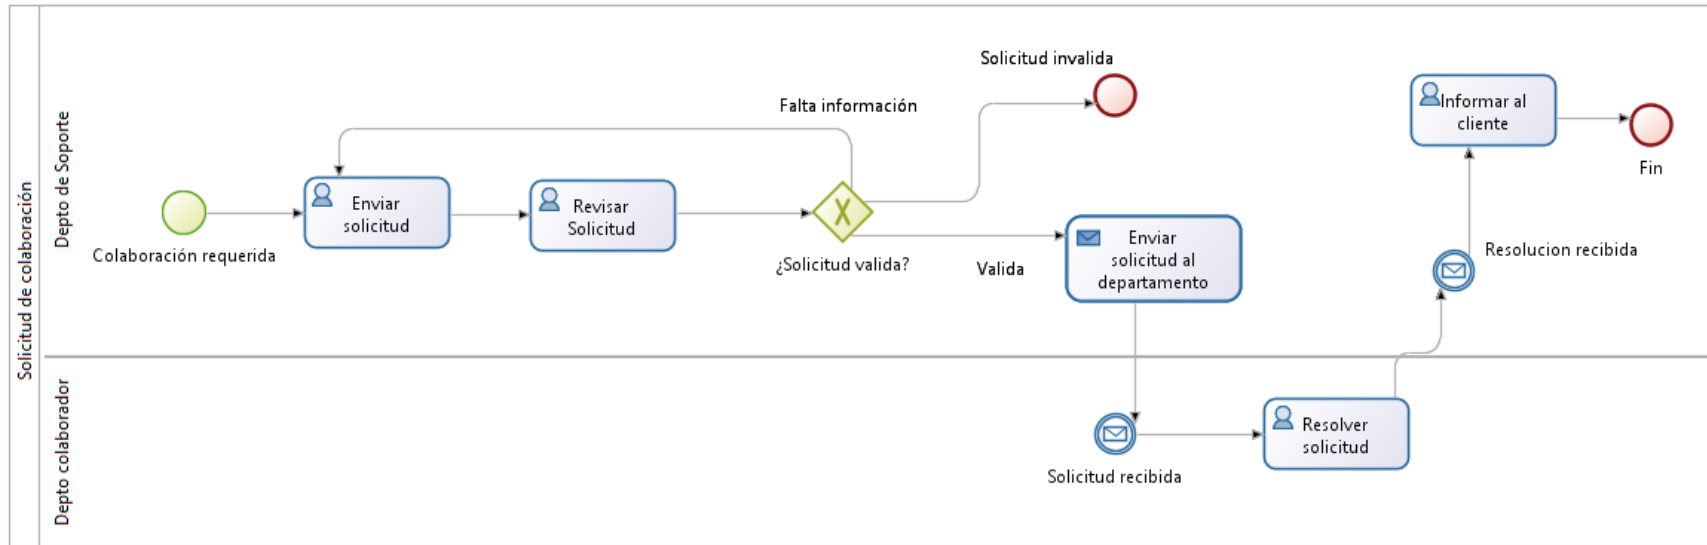 Solicitud de colaboración
Depto de Soporte
Colaboración requerida
Enviar
solicitud
Revisar
Solicitud
Falta información
¿Solicitud valida?
Solicitud invalida
Valida
Enviar
solicitud al
departamento
Informar al
cliente
Fin
Resolucion recibida
Depto colaborador
Solicitud recibida
Resolver
solicitud